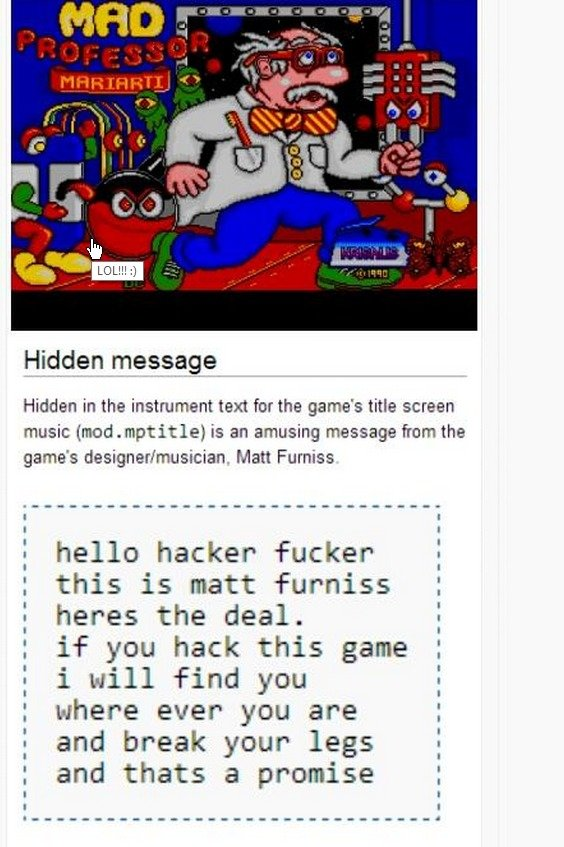 MAD
PROFESSOR
MARIARTI
KRISALIS
©1990
LOL!!! :)
Hidden message
Hidden in the instrument text for the game's title screen
music (mod.mptitle) is an amusing message from the
game's designer/musician, Matt Furniss.
hello hacker fucker
this is matt furniss
heres the deal.
if you hack this game
i will find you
where ever you are
and break your legs
and thats a promise